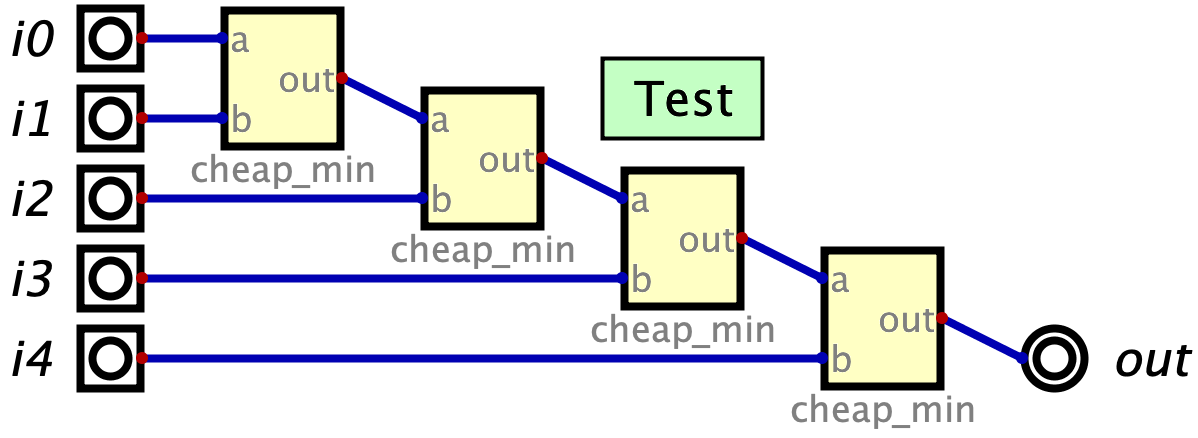 i0
a
out
b
cheap_min
i1
Test
a
out
b
cheap_min
i2
a
out
b
cheap_min
i3
a
out
b
cheap_min
i4
out